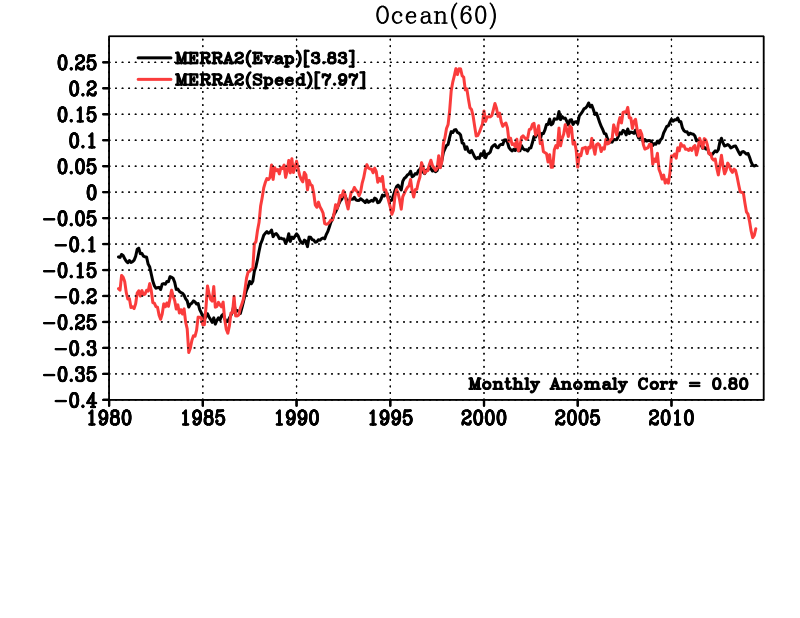 Ocean(60)
MERRA2(Evap)[3.83]
MERRA2(Speed)[7.97]
0.25
0.2
0.15
0.1
0.05
0
-0.05
-0.1
-0.15
-0.2
-0.25
-0.3
-0.35
-0.4
Monthly Anomaly Corr = 0.80
1980 1985 1990 1995 2000 2005 2010